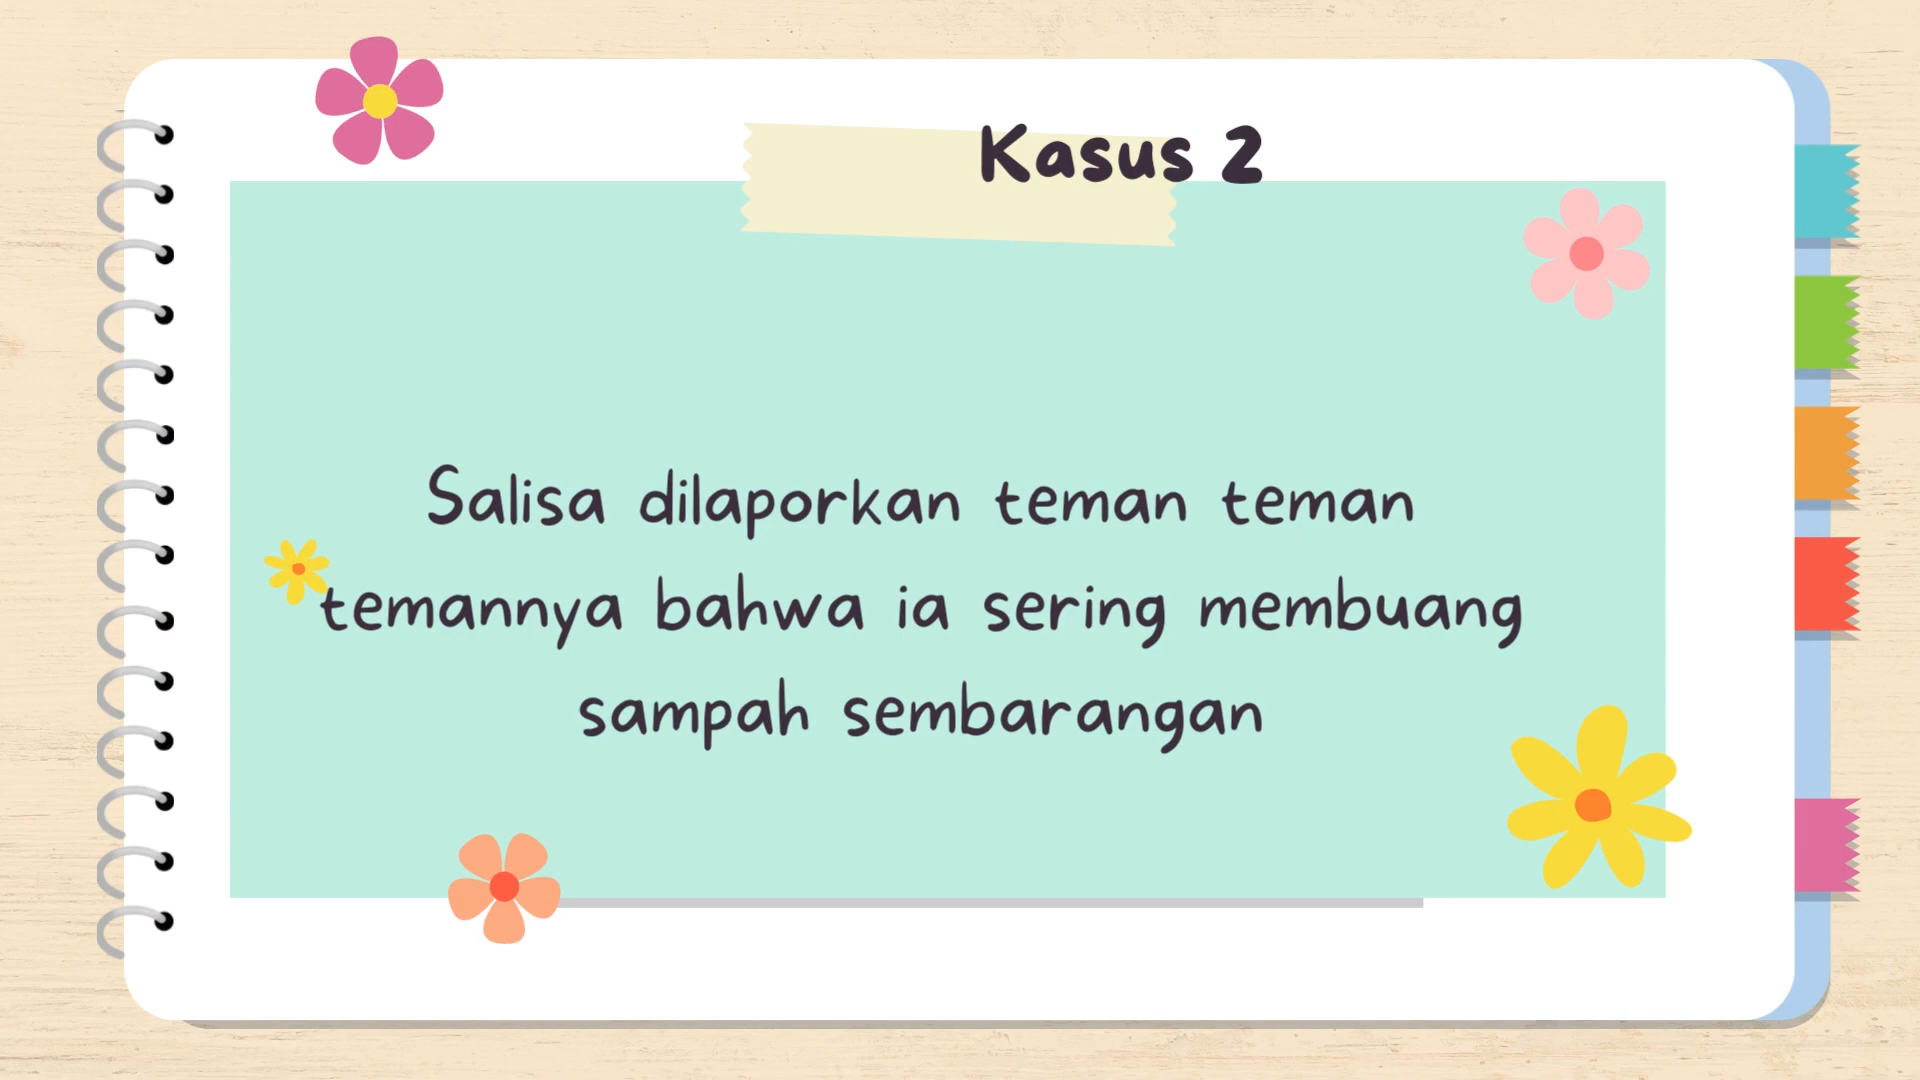 Kasus 2
Salisa dilaporkan teman teman
temannya bahwa ia sering membuang
sampah sembarangan